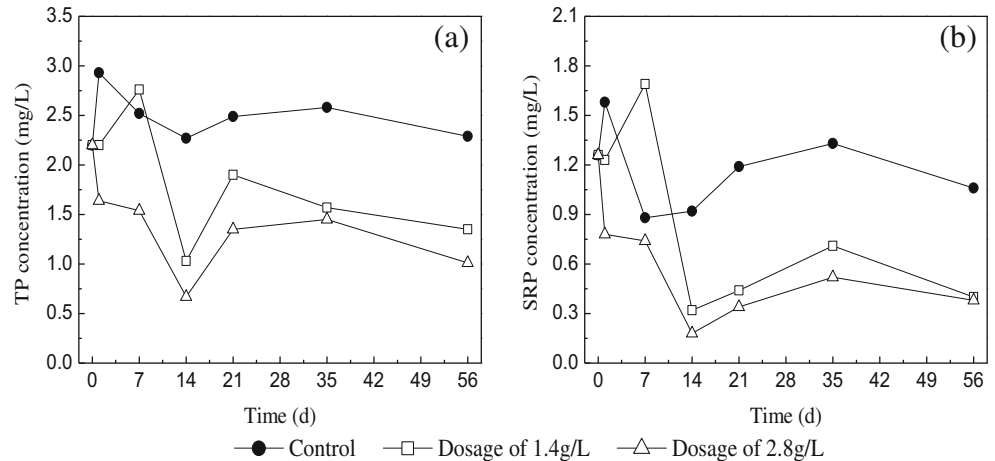 (a)
TP concentration (mg/L)
3.5
3.0
2.5
2.0
1.5
1.0
0.5
0.0
0 7 14 21 28 35 42 49 56
Time (d)
(b)
SRP concentration (mg/L)
2.1
1.8
1.5
1.2
0.9
0.6
0.3
0.0
0 7 14 21 28 35 42 49 56
Time (d)
Control Dosage of 1.4g/L Dosage of 2.8g/L